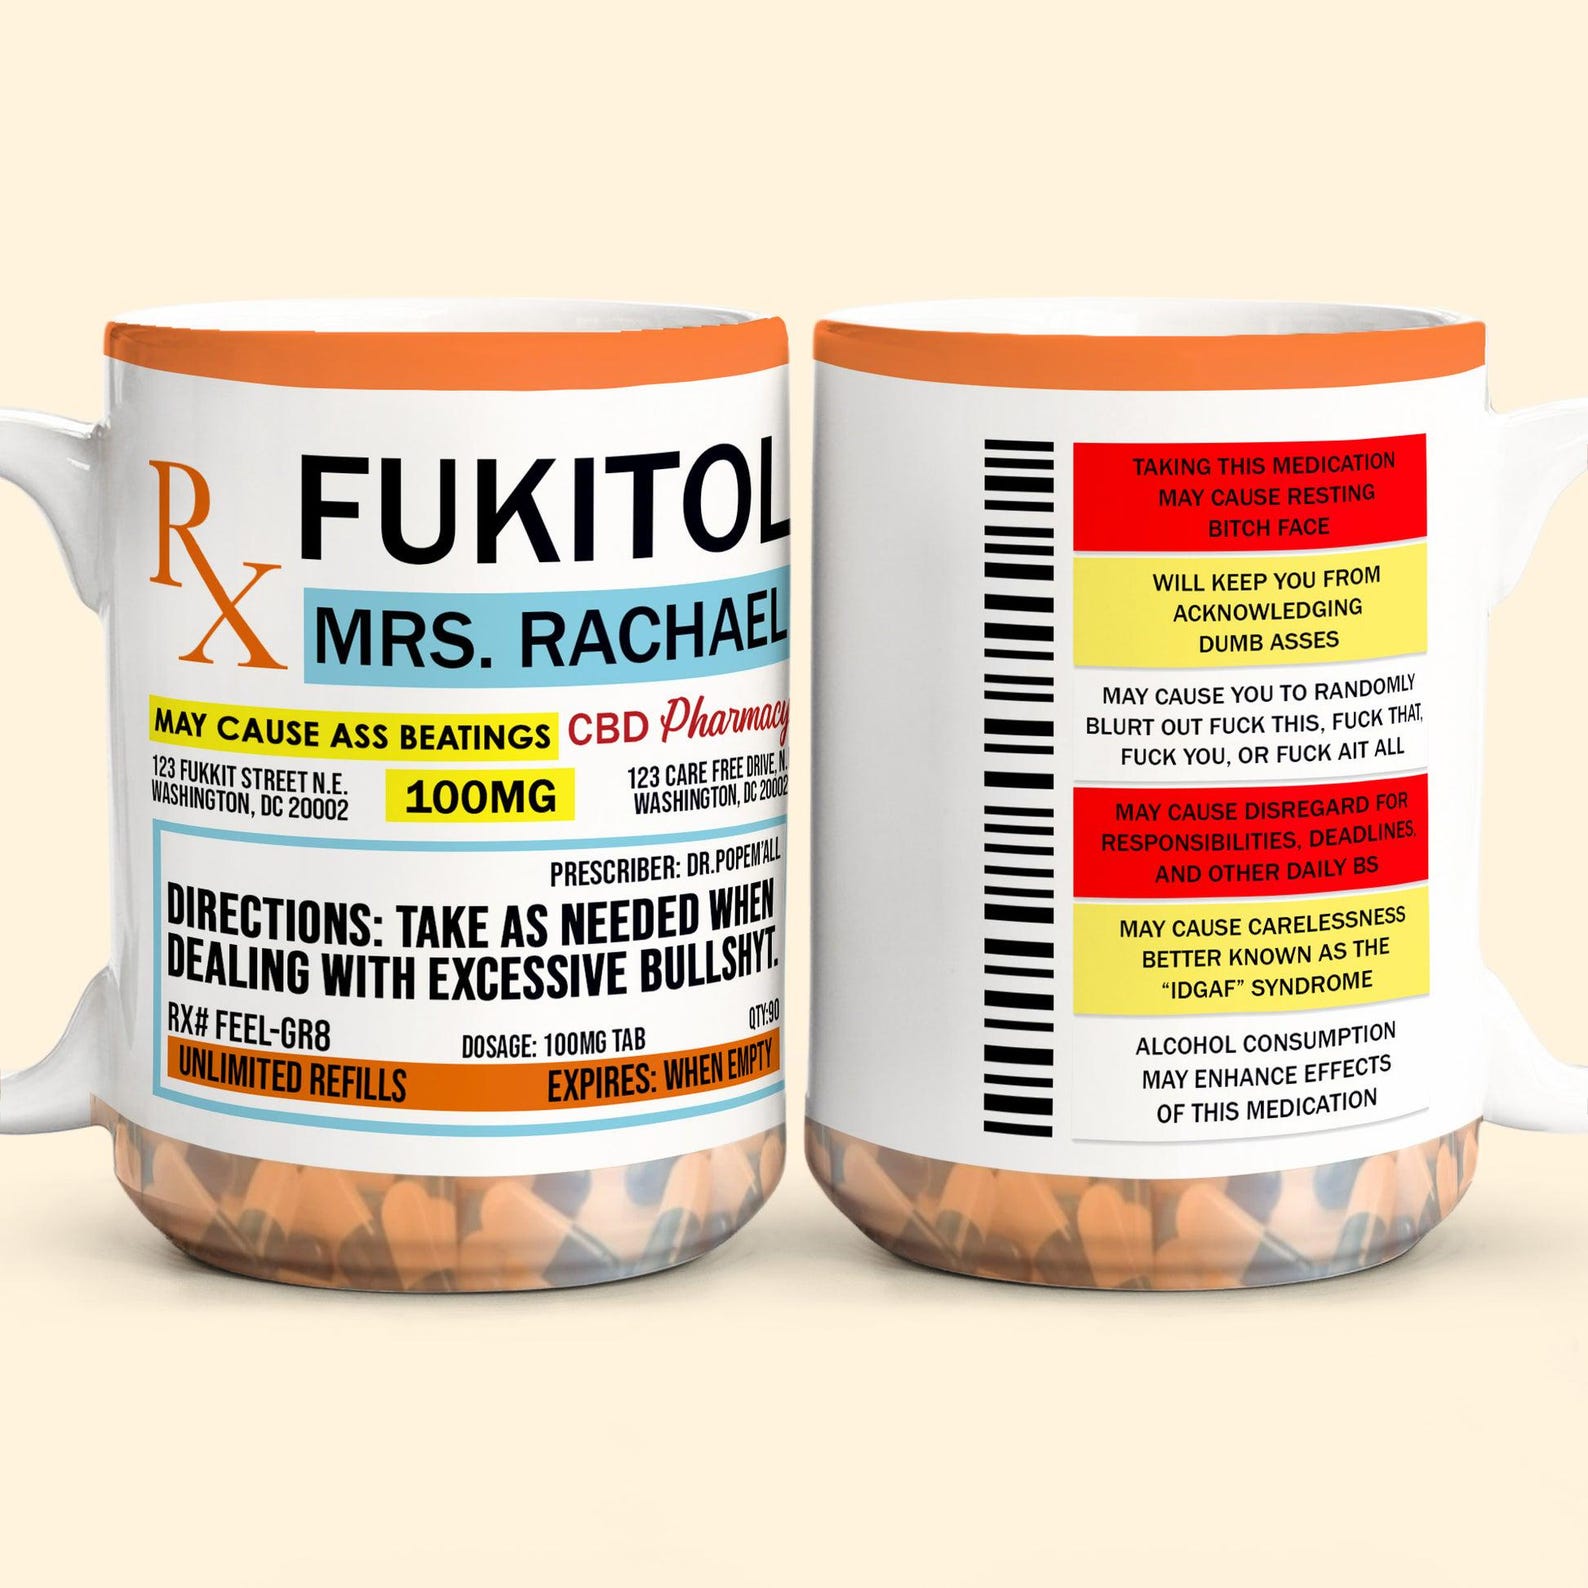 RX
FUKITOL
MRS. RACHAEL
MAY CAUSE ASS BEATINGS
CBD Pharmacy
123 FUKKIT STREET N.E.
WASHINGTON, DC 20002
100MG
123 CARE FREE DRIVE, N.
WASHINGTON, DC 20002
PRESCRIBER: DR.POPEM'ALL
DIRECTIONS: TAKE AS NEEDED WHEN
DEALING WITH EXCESSIVE BULLSHYT.
RX# FEEL-GR8
DOSAGE: 100MG TAB
QTY:90
UNLIMITED REFILLS
EXPIRES: WHEN EMPTY
TAKING THIS MEDICATION
MAY CAUSE RESTING
BITCH FACE
WILL KEEP YOU FROM
ACKNOWLEDGING
DUMB ASSES
MAY CAUSE YOU TO RANDOMLY
BLURT OUT FUCK THIS, FUCK THAT,
FUCK YOU, OR FUCK AIT ALL
MAY CAUSE DISREGARD FOR
RESPONSIBILITIES, DEADLINES,
AND OTHER DAILY BS
MAY CAUSE CARELESSNESS
BETTER KNOWN AS THE
“IDGAF” SYNDROME
ALCOHOL CONSUMPTION
MAY ENHANCE EFFECTS
OF THIS MEDICATION